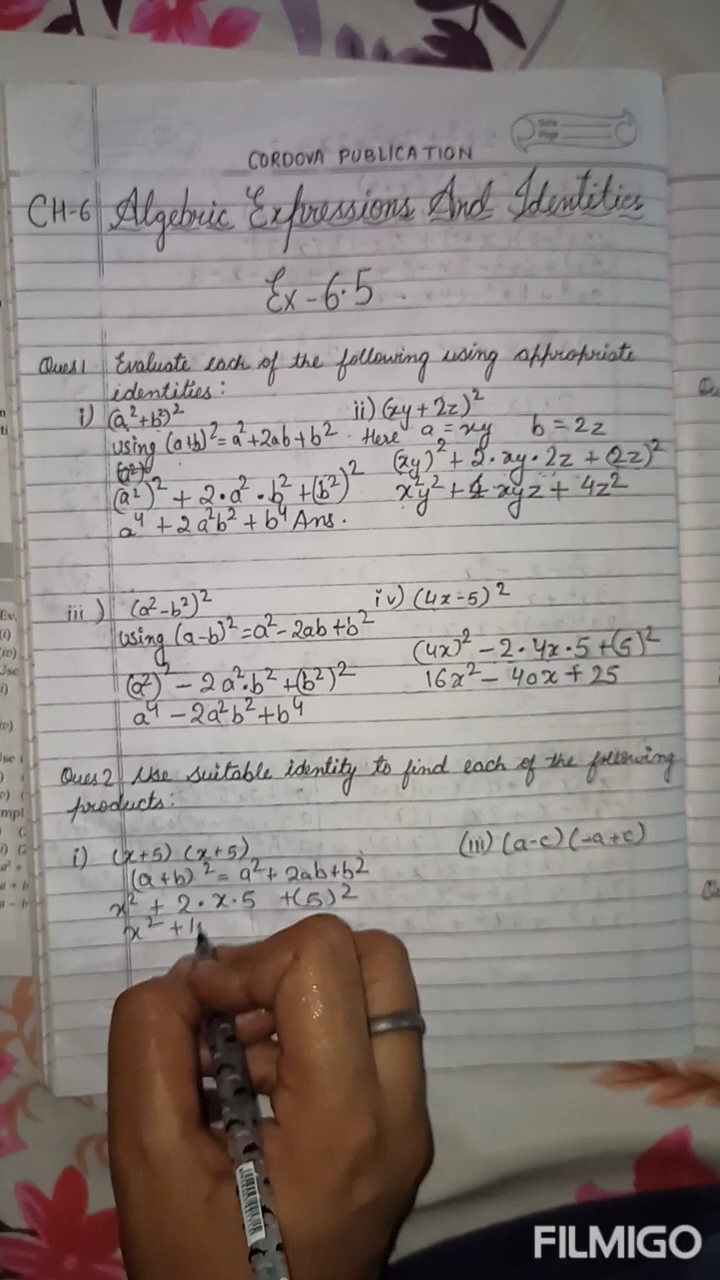 CORDOVA PUBLICATION
CH-6 Algebric Expressions And Identities
Ex-6.5
Ques1 Evaluate each of the following using appropriate
identities:
i) (a²+b²)²
using (a+b)² = a²+2ab+b²
(a²)²
(a²)² + 2·a²·b² + (b²)²
a⁴ + 2a²b² + b⁴ Ans.
ii) (xy+2z)²
Here a = xy b = 2z
(xy)² + 2·xy·2z + (2z)²
x²y² + 4xyz + 4z²
iii) (a²-b²)²
using (a-b)² = a²-2ab+b²
(a²)² - 2a²·b² + (b²)²
a⁴ - 2a²b² + b⁴
iv) (4x-5)²
(4x)² - 2·4x·5 + (5)²
16x² - 40x + 25
Ques2 Use suitable identity to find each of the following
products:
i) (x+5) (x+5)
(a+b)² = a²+2ab+b²
x² + 2·x·5 + (5)²
x² + 1
(iii) (a-c) (-a+c)
FILMIGO